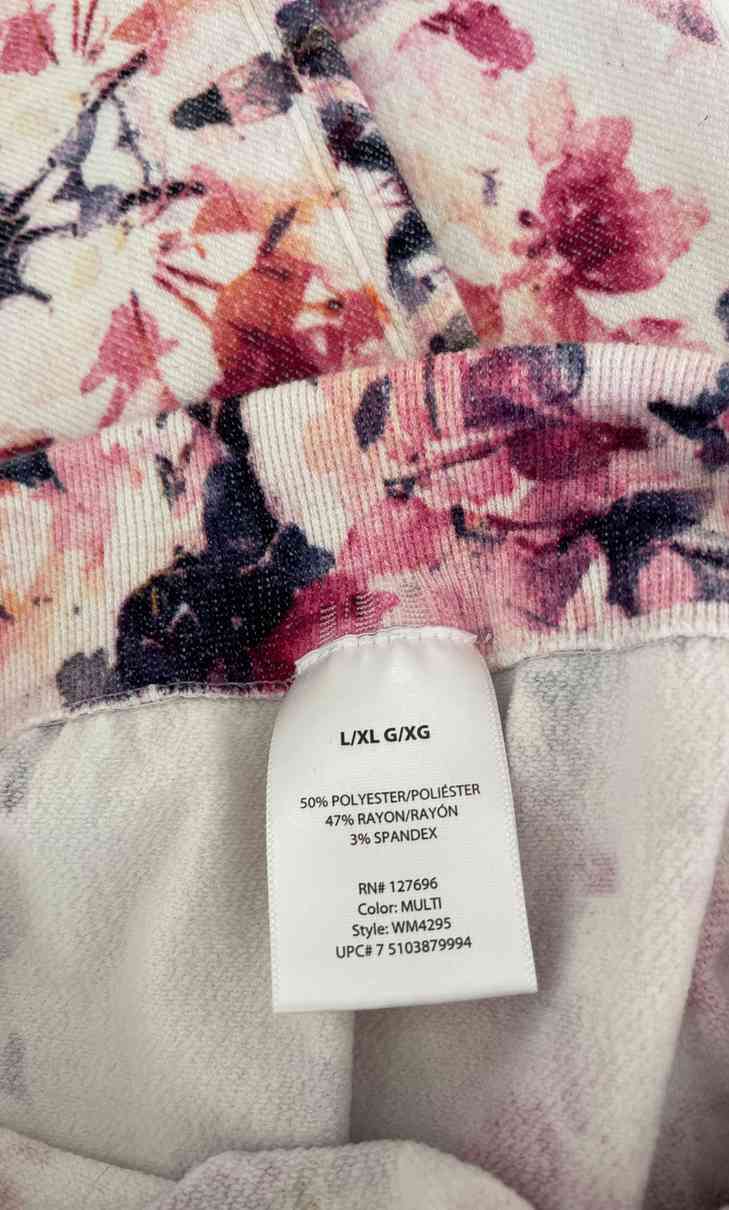 L/XL G/XG
50% POLYESTER/POLIÉSTER
47% RAYON/RAYÓN
3% SPANDEX
RN# 127696
Color: MULTI
Style: WM4295
UPC# 7 5103879994